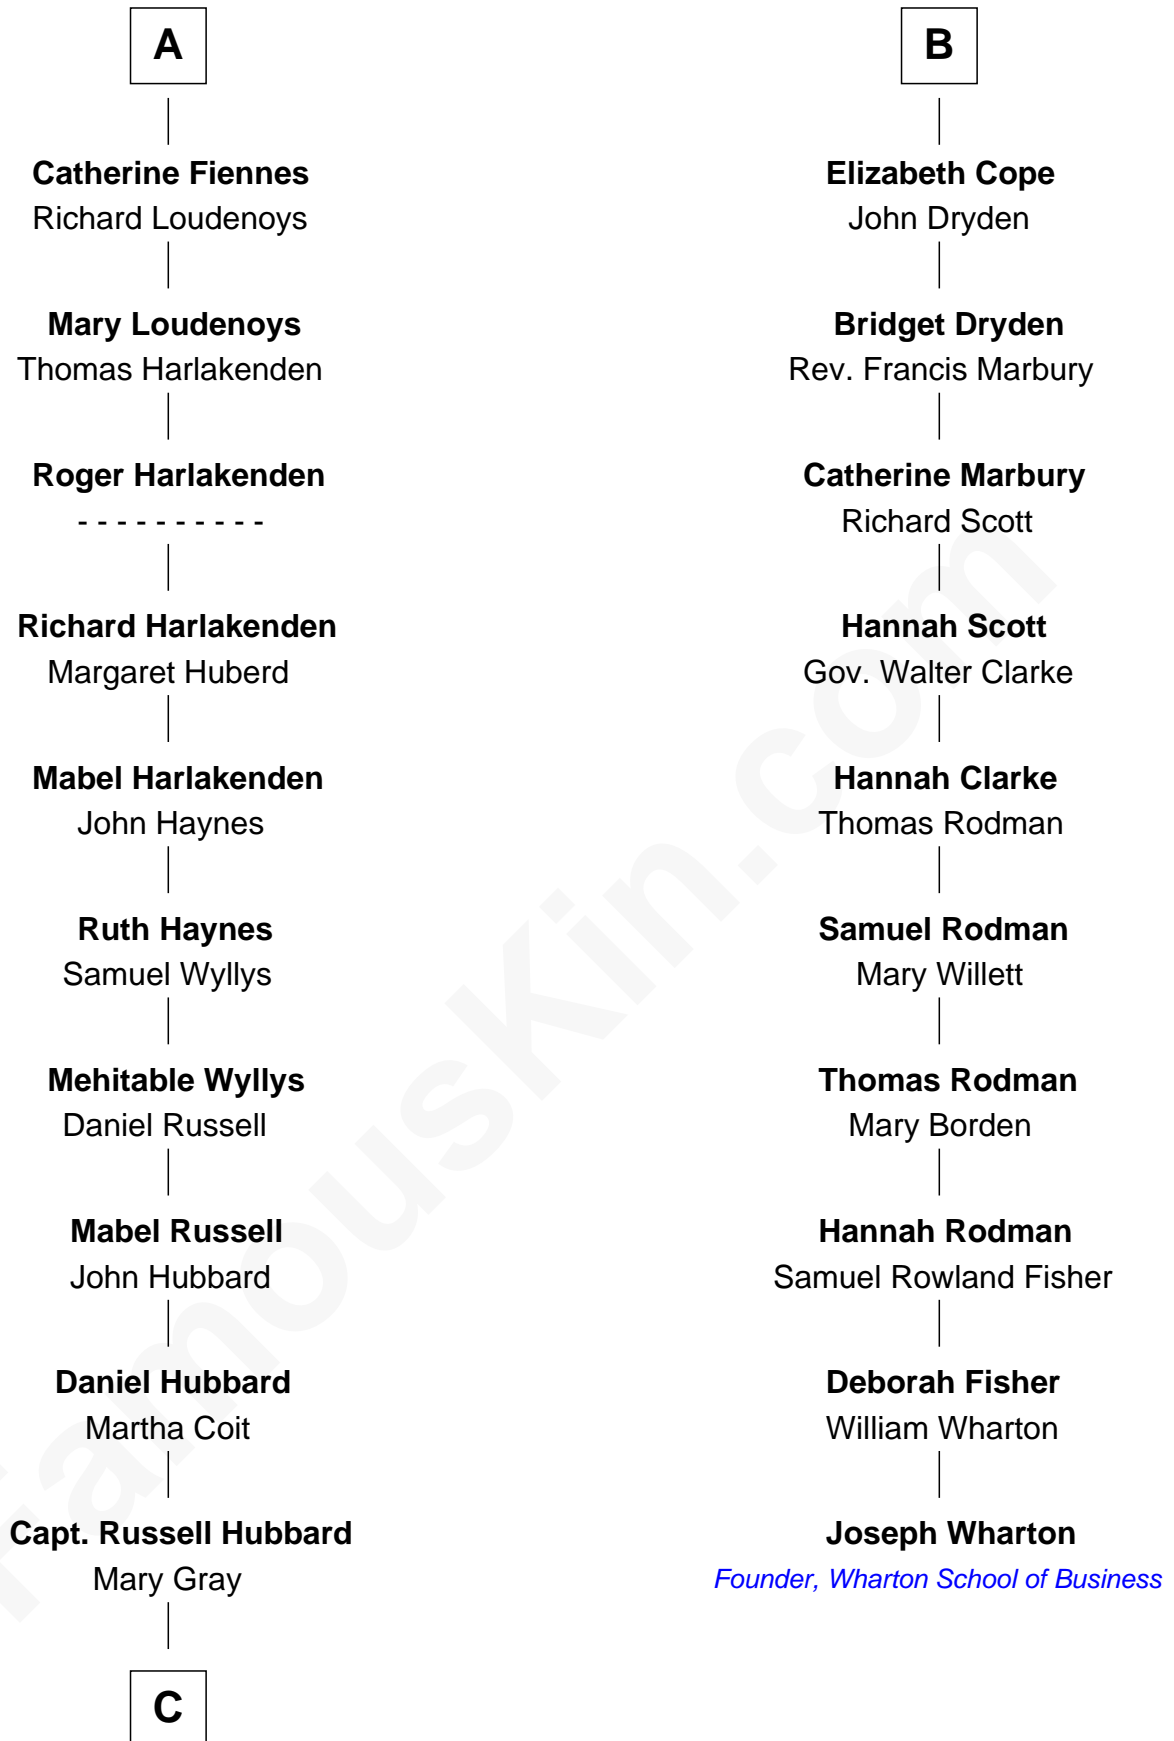 A
Catherine Fiennes
Richard Loudenoys
Mary Loudenoys
Thomas Harlakenden
Roger Harlakenden
- - - - - - - - - -
Richard Harlakenden
Margaret Huberd
Mabel Harlakenden
John Haynes
Ruth Haynes
Samuel Wyllys
Mehitable Wyllys
Daniel Russell
Mabel Russell
John Hubbard
Daniel Hubbard
Martha Coit
Capt. Russell Hubbard
Mary Gray
C
B
Elizabeth Cope
John Dryden
Bridget Dryden
Rev. Francis Marbury
Catherine Marbury
Richard Scott
Hannah Scott
Gov. Walter Clarke
Hannah Clarke
Thomas Rodman
Samuel Rodman
Mary Willett
Thomas Rodman
Mary Borden
Hannah Rodman
Samuel Rowland Fisher
Deborah Fisher
William Wharton
Joseph Wharton
Founder, Wharton School of Business
FamousKin.com